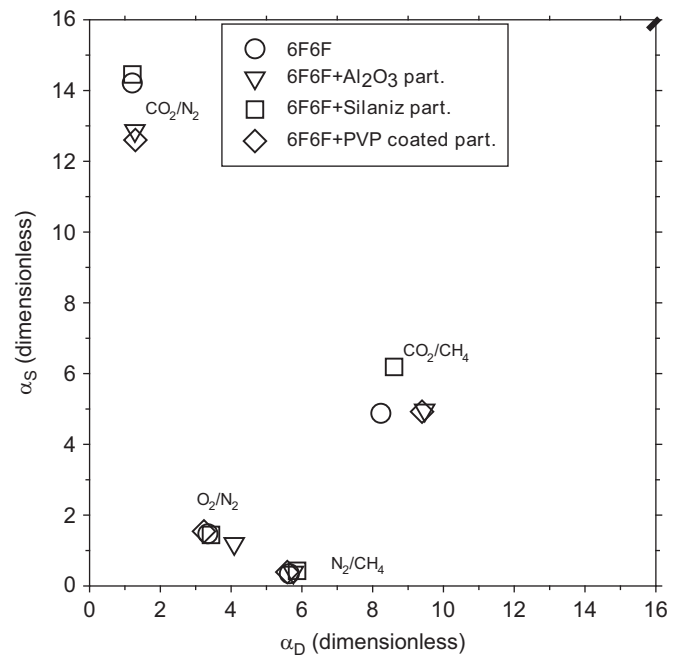 16
14
12
10
8
6
4
2
0
α_S (dimensionless)
6F6F
6F6F+Al₂O₃ part.
6F6F+Silaniz part.
6F6F+PVP coated part.
CO₂/N₂
CO₂/CH₄
O₂/N₂
N₂/CH₄
0 2 4 6 8 10 12 14 16
α_D (dimensionless)